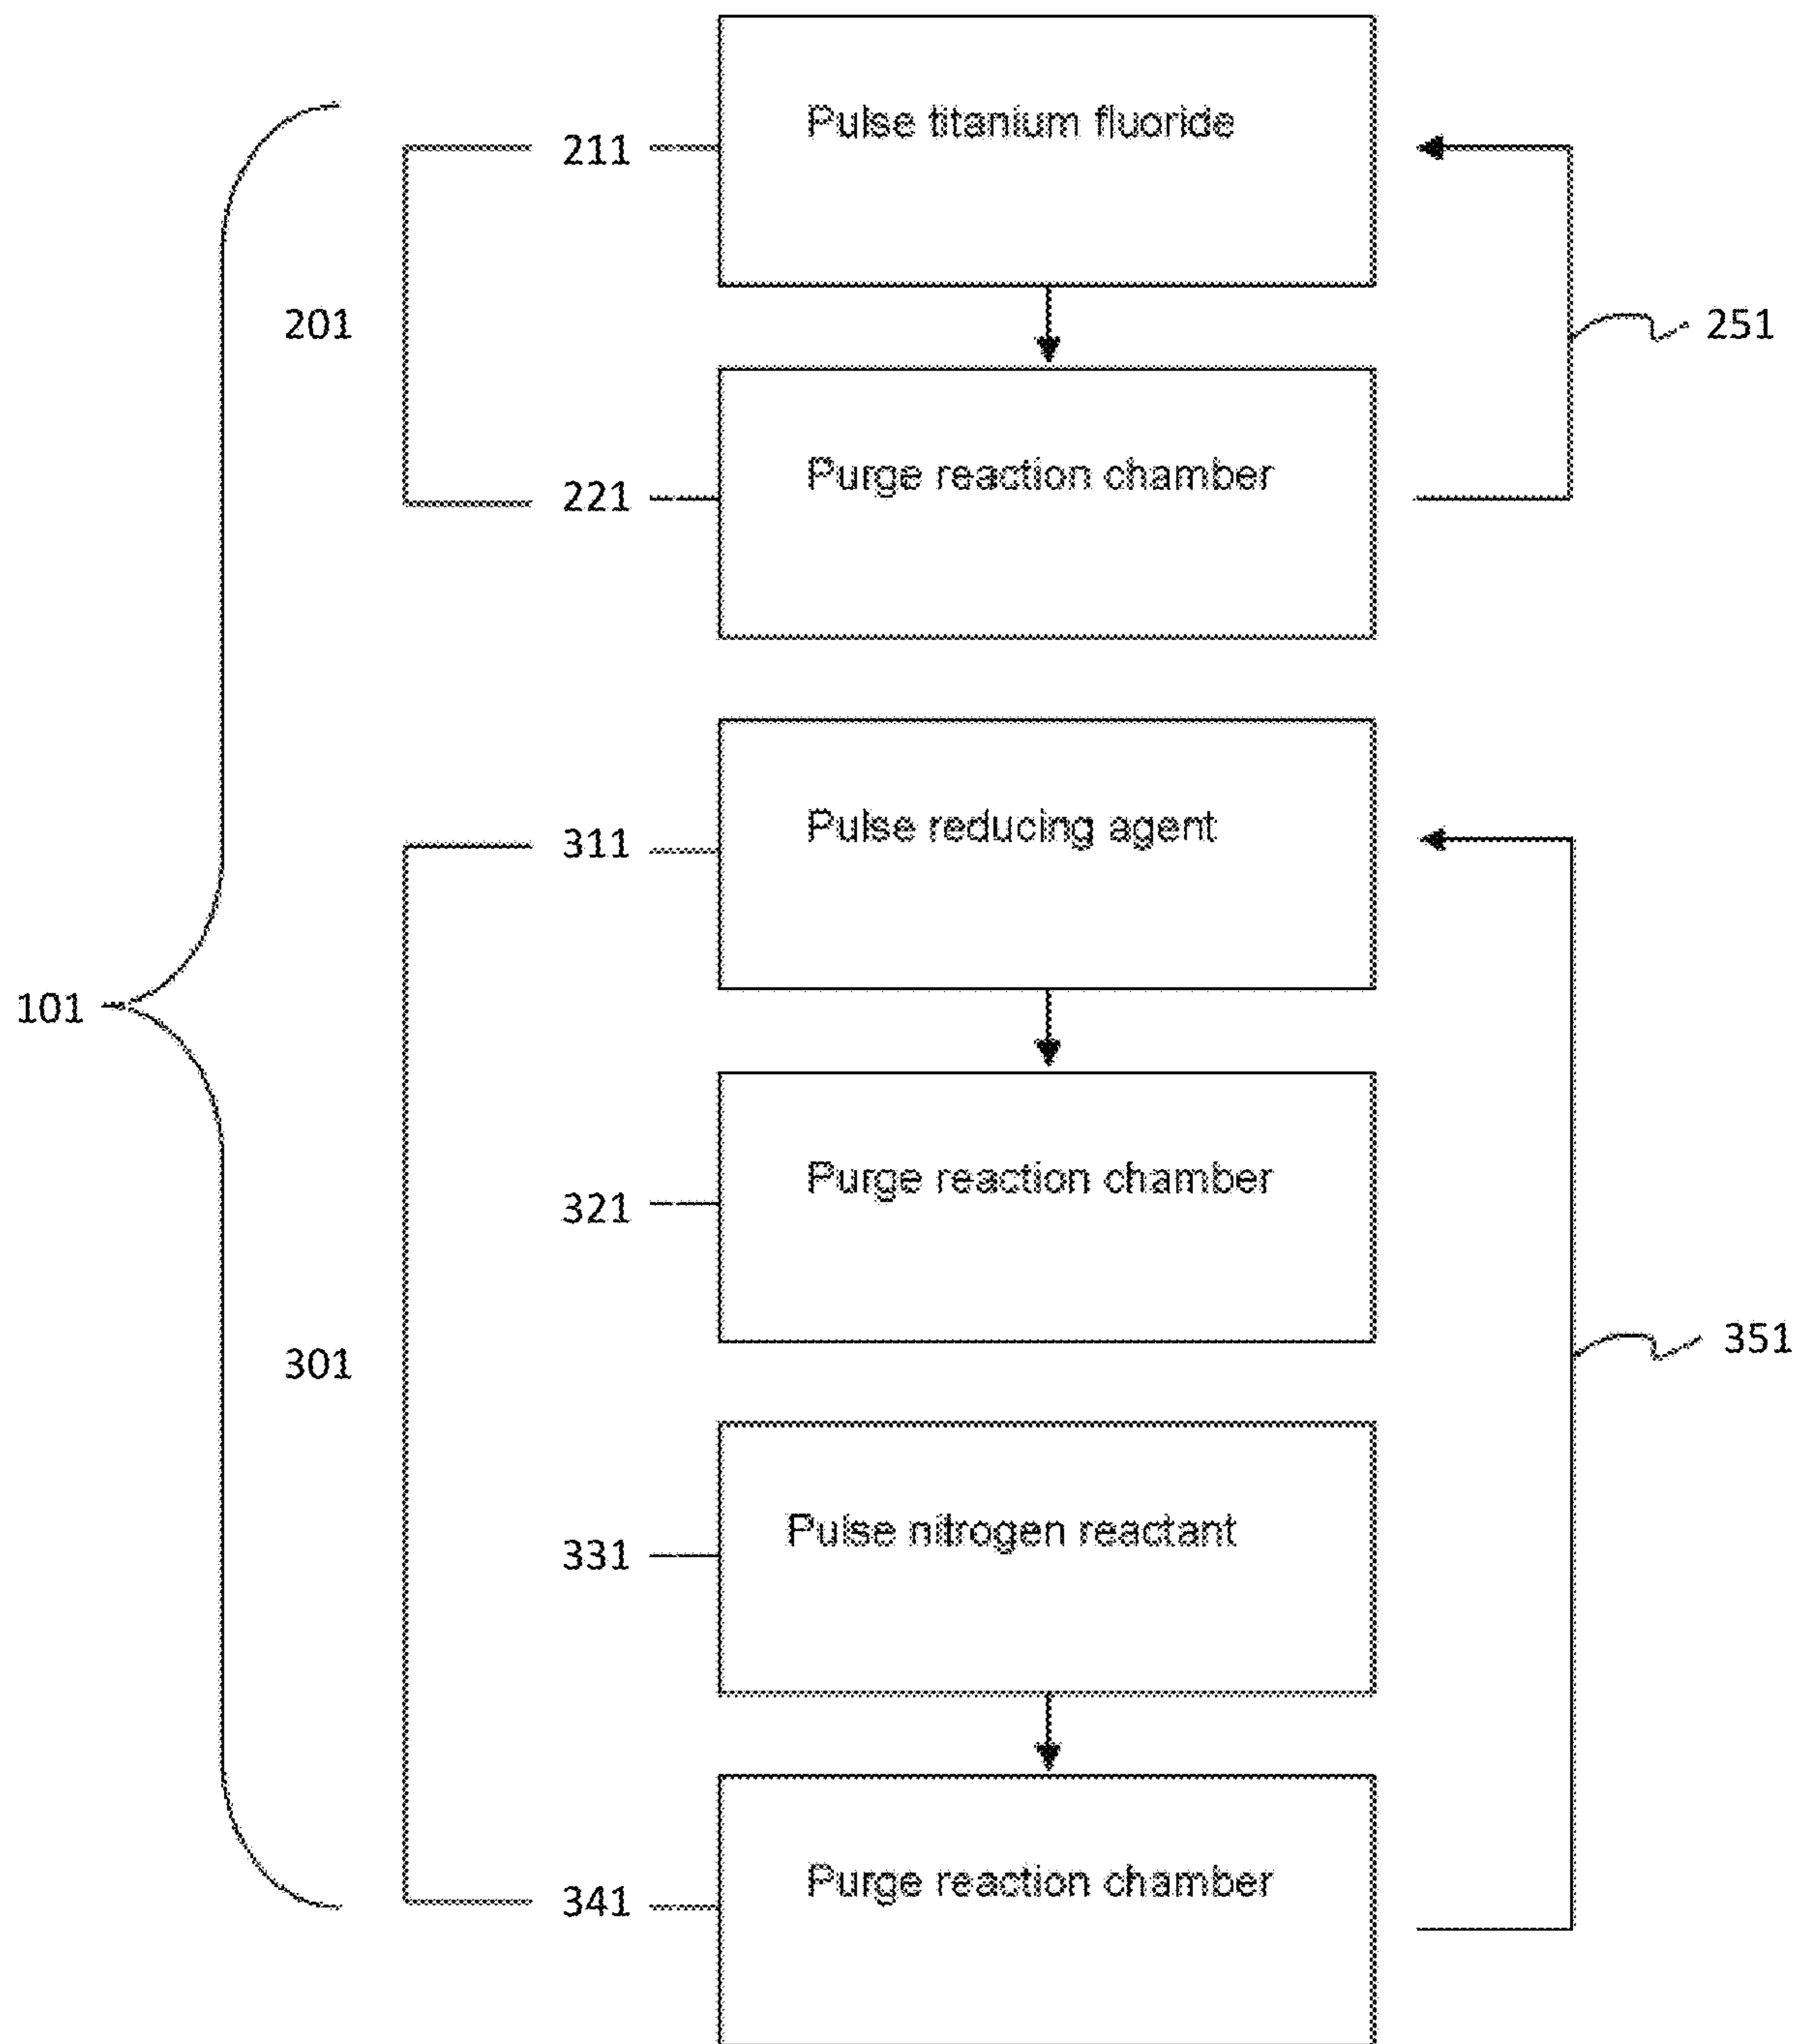 Pulse titanium fluoride
211
201
251
Purge reaction chamber
221
Pulse reducing agent
311
101
Purge reaction chamber
321
301
351
Pulse nitrogen reactant
331
Purge reaction chamber
341